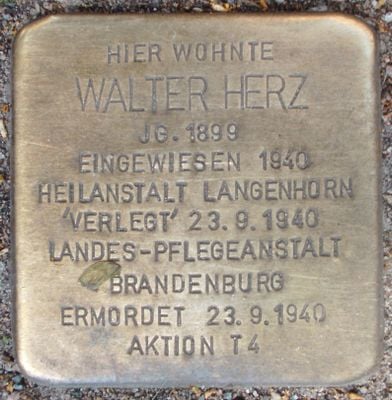 HIER WOHNTE
WALTER HERZ
JG. 1899
EINGEWIESEN 1940
HEILANSTALT LANGENHORN
'VERLEGT' 23.9.1940
LANDES-PFLEGEANSTALT
BRANDENBURG
ERMORDET 23.9.1940
AKTION T4